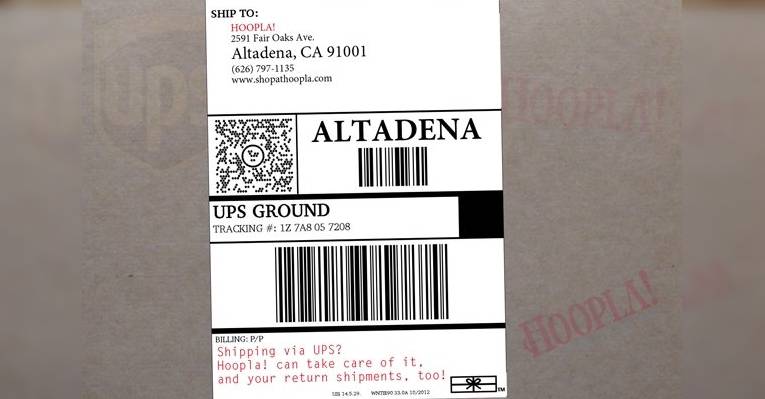 SHIP TO:
HOOPLA!
2591 Fair Oaks Ave.
Altadena, CA 91001
(626) 797-1135
www.shopathoopla.com
ups
HOOPLA!
ALTADENA
UPS GROUND
TRACKING #: 1Z 7A8 05 7208
HOOPLA!
BILLING: P/P
Shipping via UPS?
Hoopla! can take care of it,
and your return shipments, too!
TM